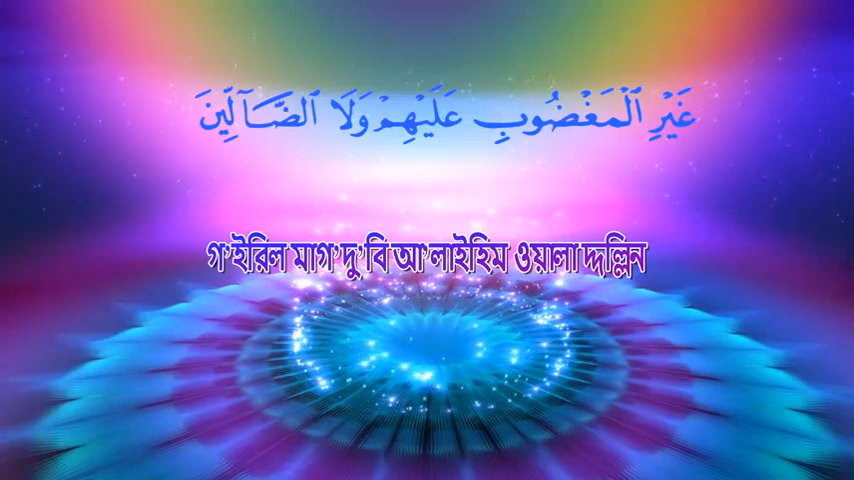 غَيْرِ ٱلْمَغْضُوبِ عَلَيْهِمْ وَلَا ٱلضَّآلِّينَ
গ'ইরিল মাগ'দু'বি আ'লাইহিম ওয়ালা দ্দল্লিন